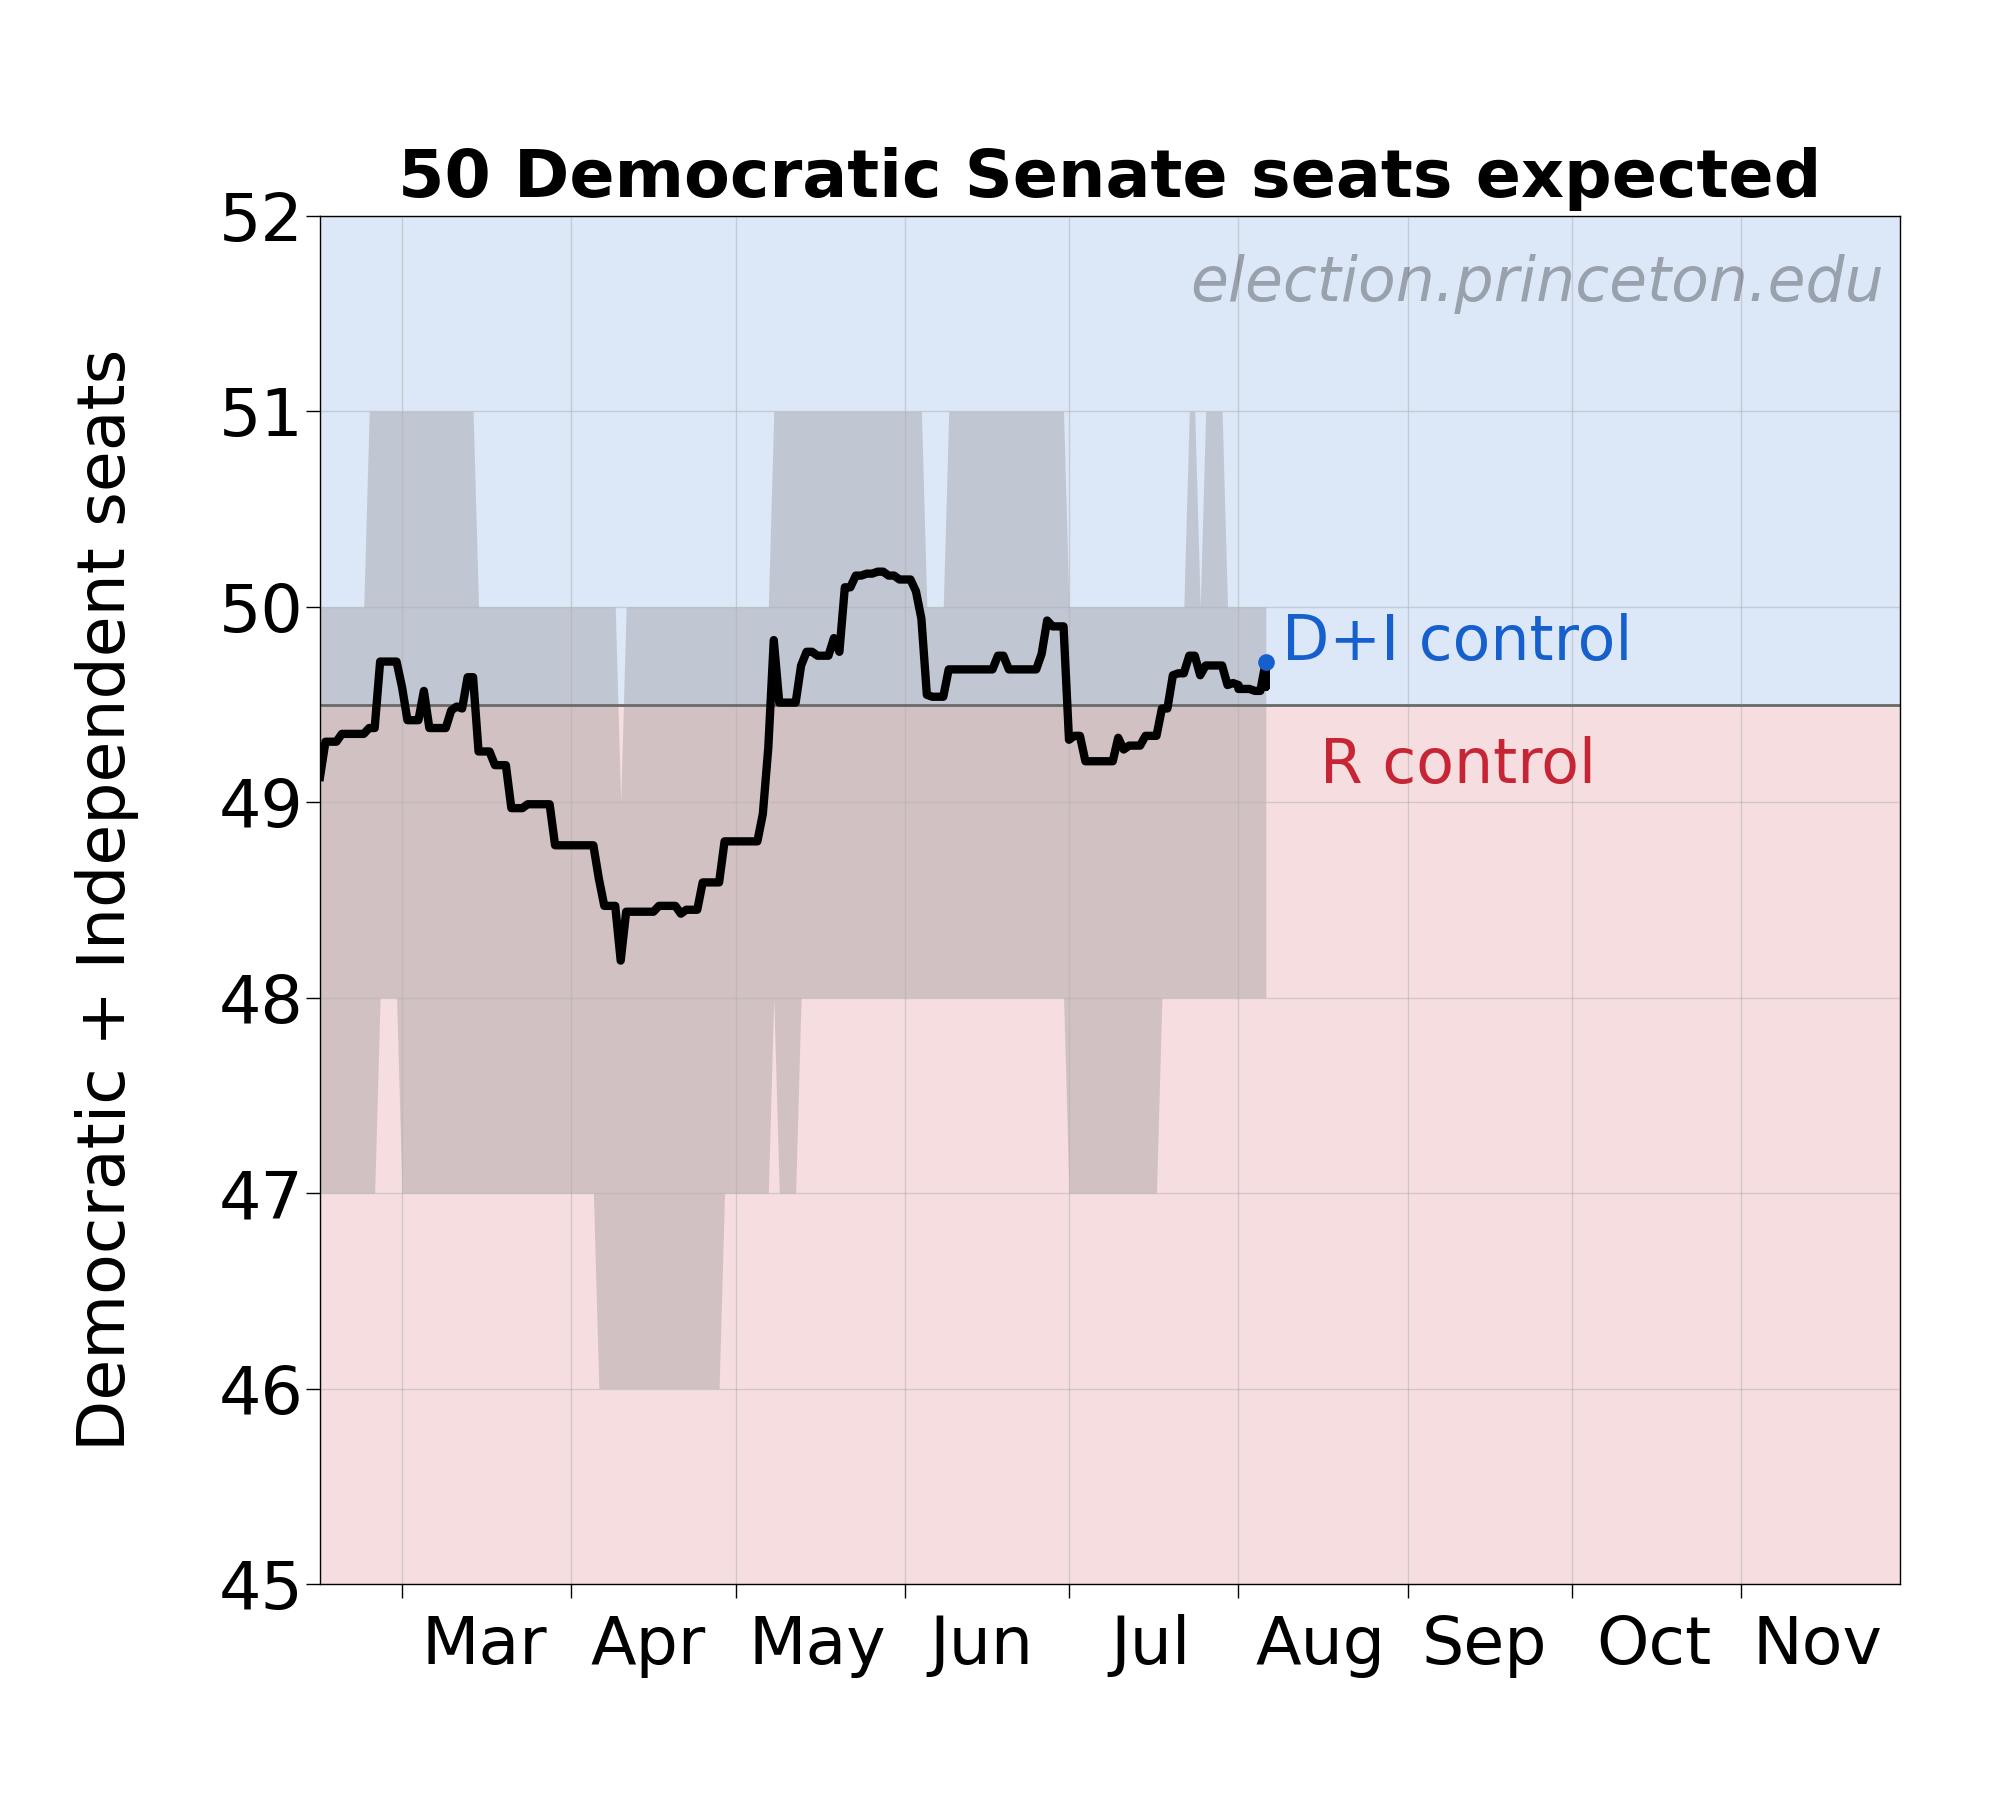 50 Democratic Senate seats expected
election.princeton.edu
Democratic + Independent seats
52
51
50
49
48
47
46
45
D+I control
R control
Mar Apr May Jun Jul Aug Sep Oct Nov